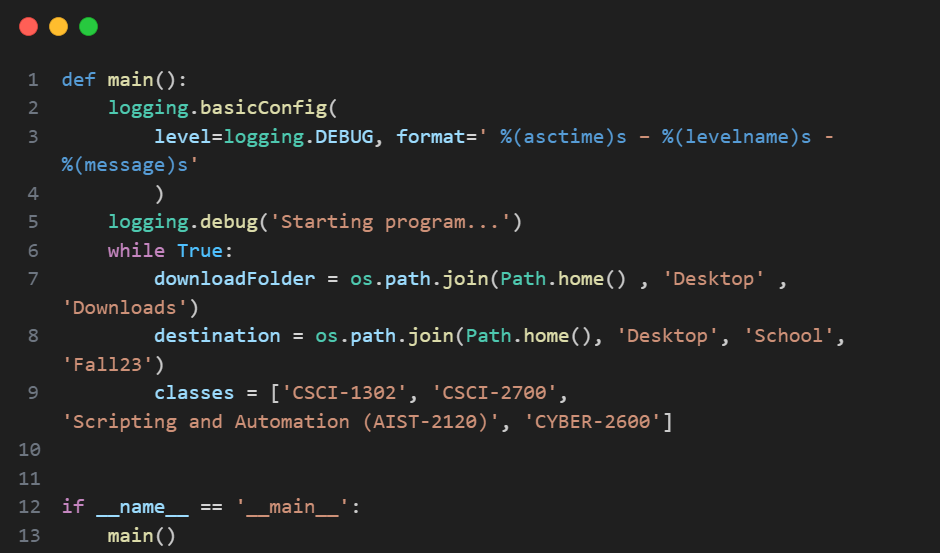 1 def main():
2     logging.basicConfig(
3         level=logging.DEBUG, format=' %(asctime)s – %(levelname)s -
%(message)s'
4         )
5     logging.debug('Starting program...')
6     while True:
7         downloadFolder = os.path.join(Path.home() , 'Desktop' ,
'Downloads')
8         destination = os.path.join(Path.home(), 'Desktop', 'School',
'Fall23')
9         classes = ['CSCI-1302', 'CSCI-2700',
'Scripting and Automation (AIST-2120)', 'CYBER-2600']
10
11
12 if __name__ == '__main__':
13     main()